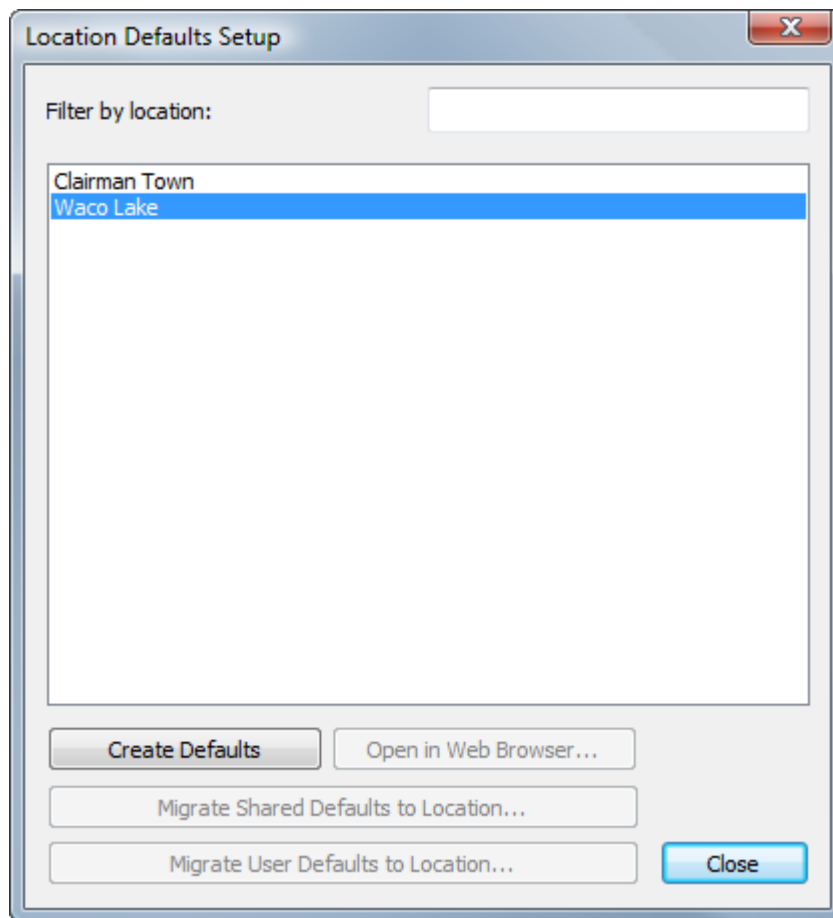 Location Defaults Setup
Filter by location:
Clairman Town
Waco Lake
Create Defaults
Open in Web Browser...
Migrate Shared Defaults to Location...
Migrate User Defaults to Location...
Close